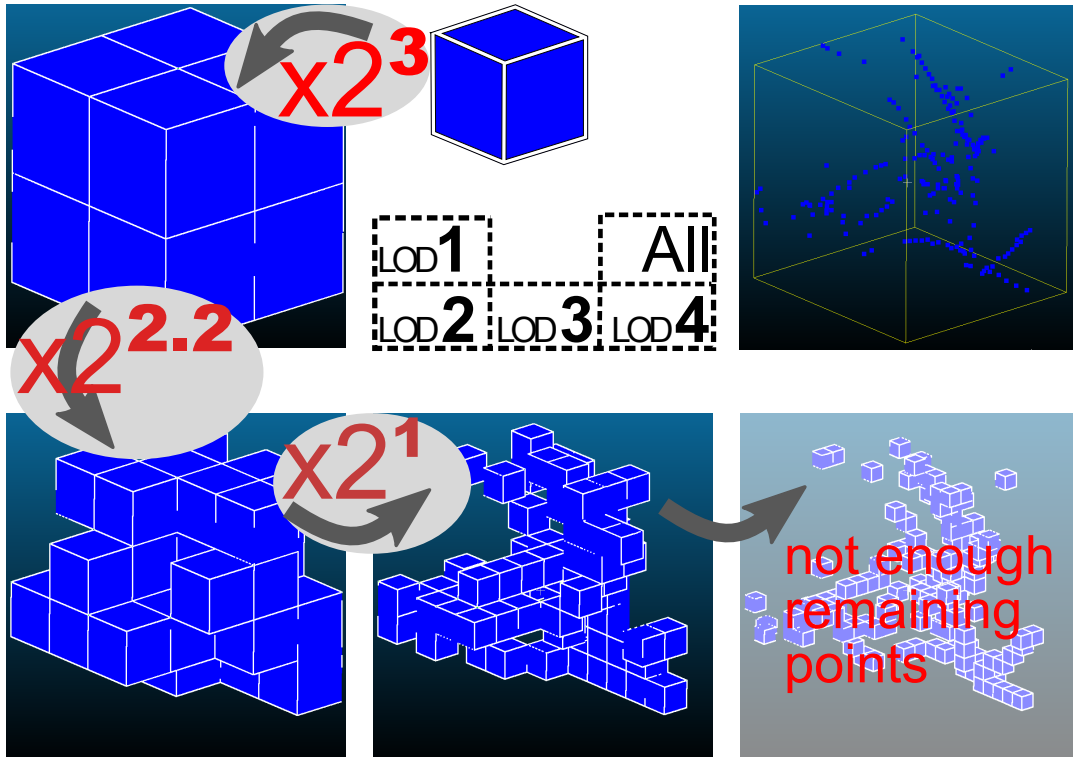 x2³
LOD1
All
LOD2 LOD3 LOD4
x2²·²
x2¹
not enough
remaining
points